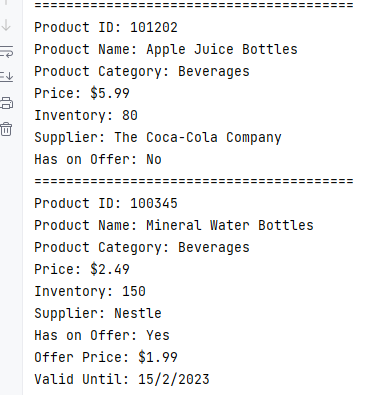 ========================================
Product ID: 101202
Product Name: Apple Juice Bottles
Product Category: Beverages
Price: $5.99
Inventory: 80
Supplier: The Coca-Cola Company
Has on Offer: No
========================================
Product ID: 100345
Product Name: Mineral Water Bottles
Product Category: Beverages
Price: $2.49
Inventory: 150
Supplier: Nestle
Has on Offer: Yes
Offer Price: $1.99
Valid Until: 15/2/2023